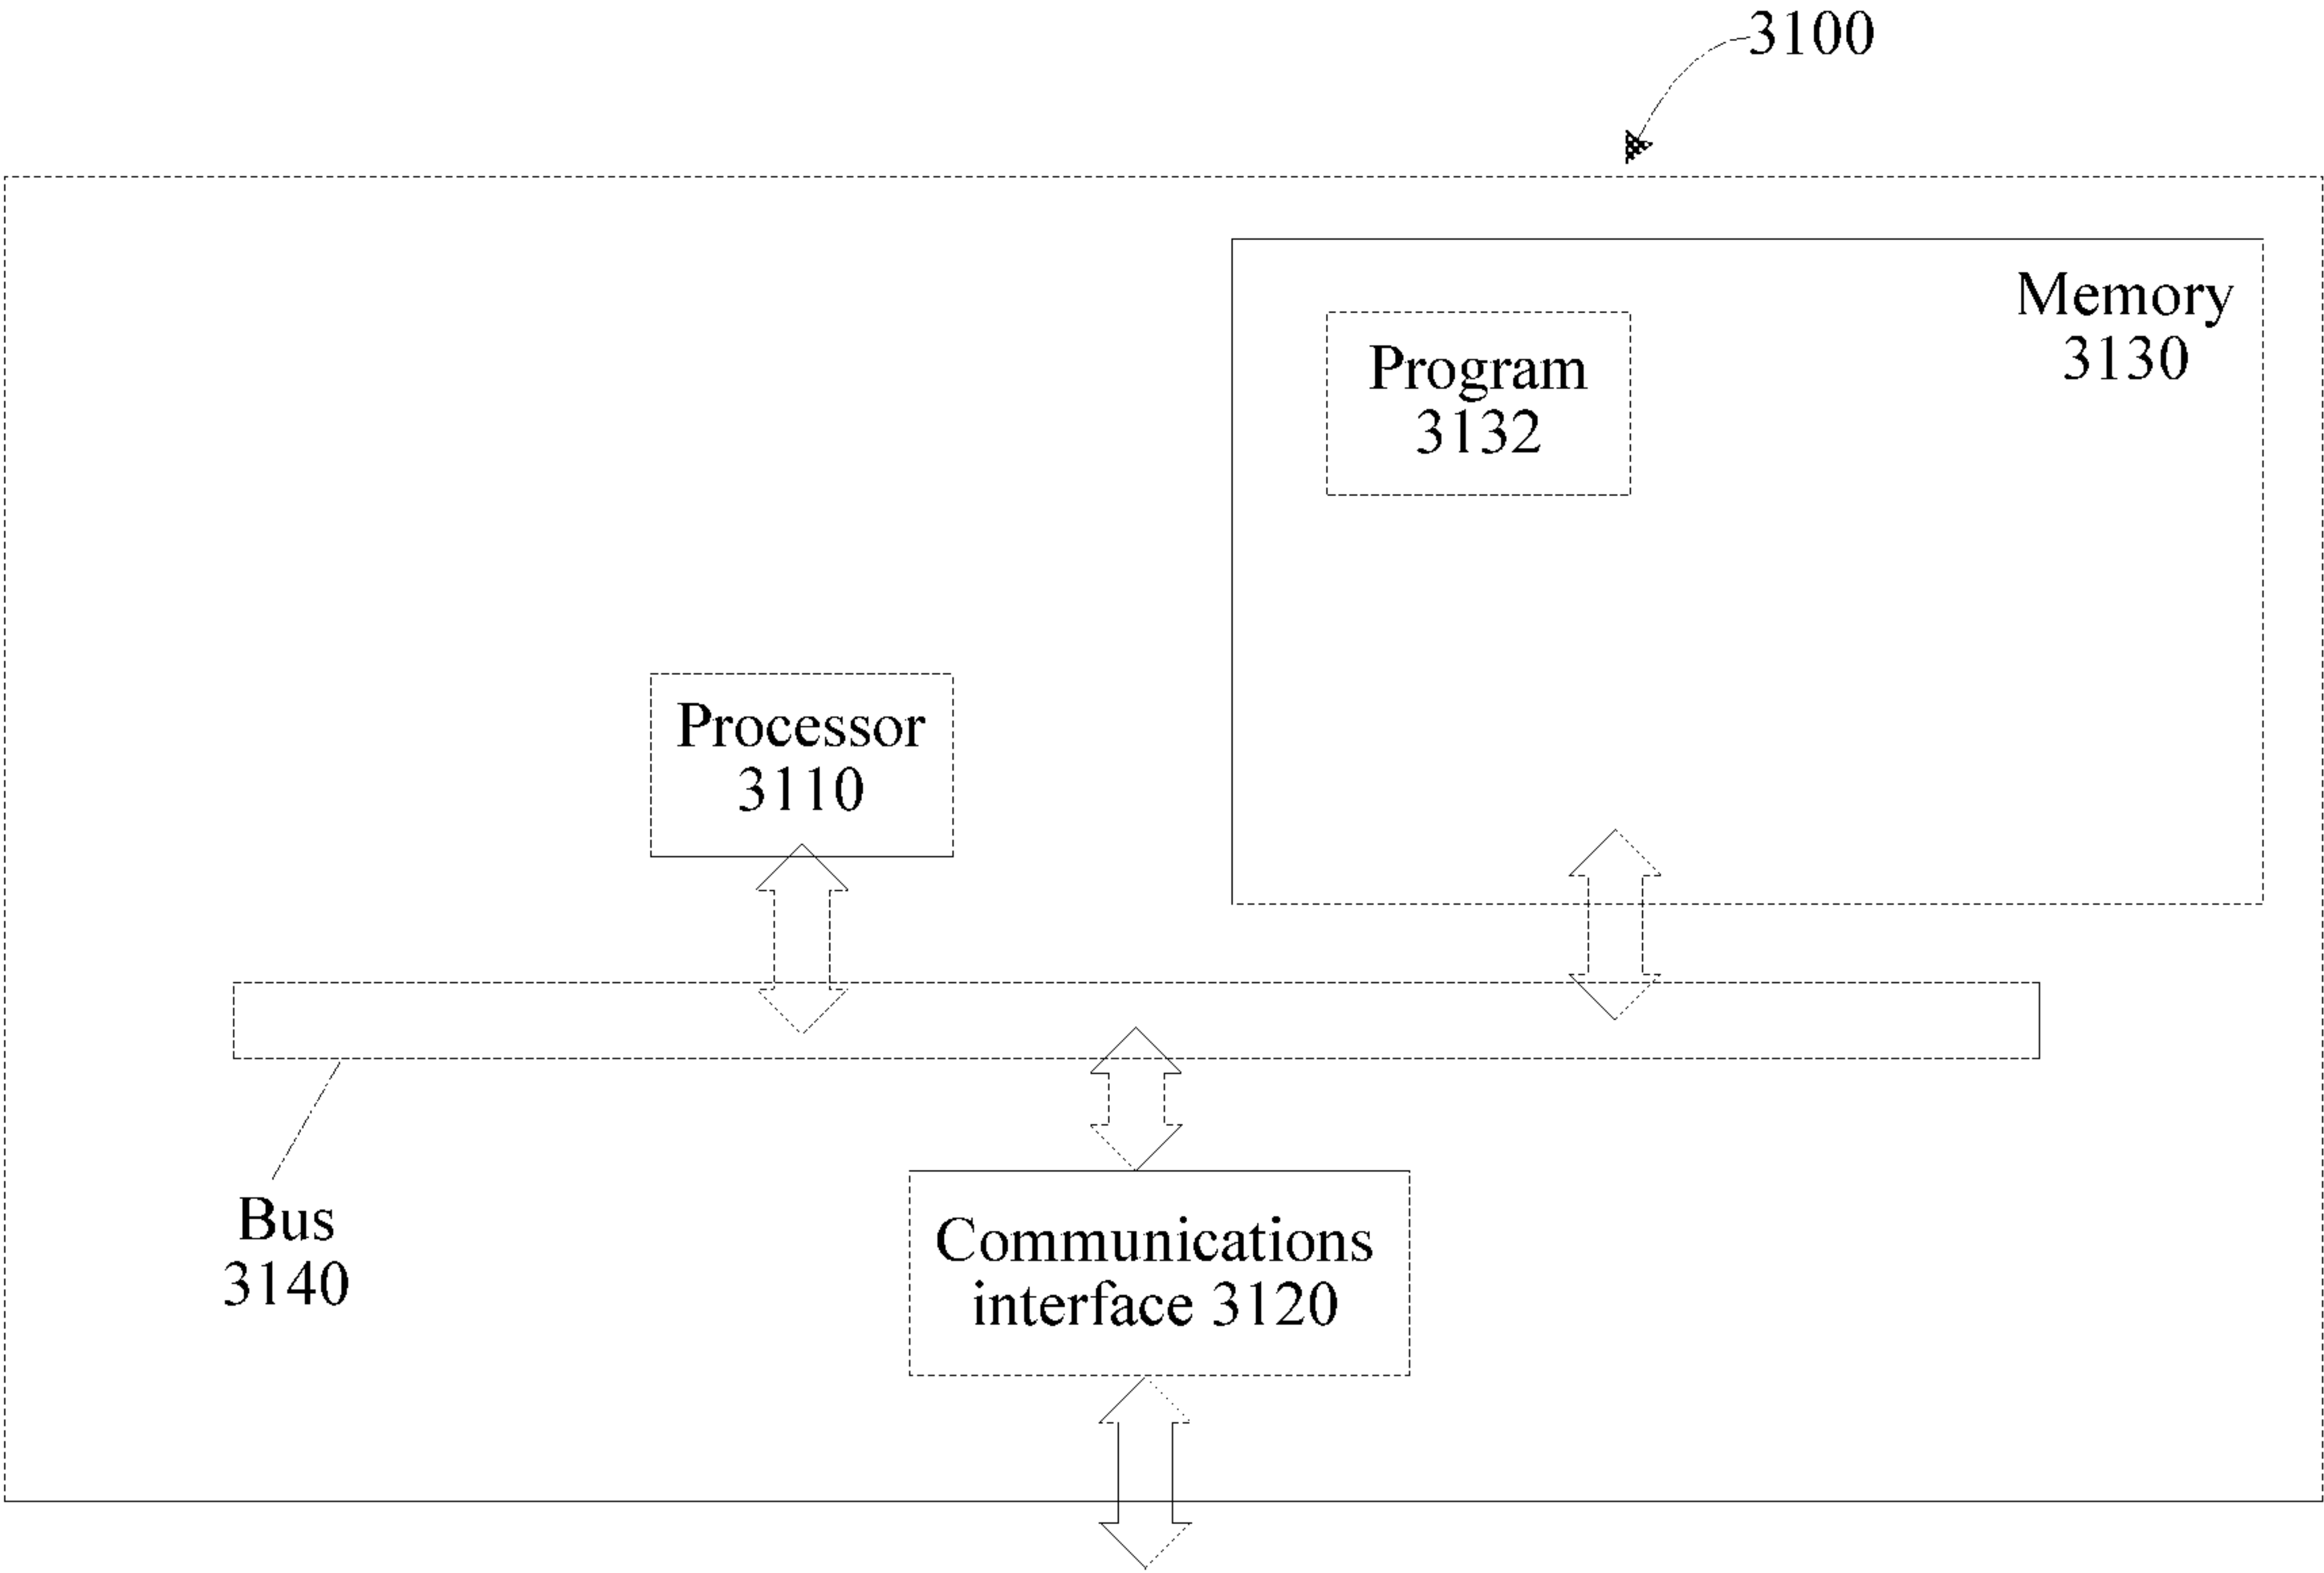 3100
Memory
3130
Program
3132
Processor
3110
Bus
3140
Communications
interface 3120